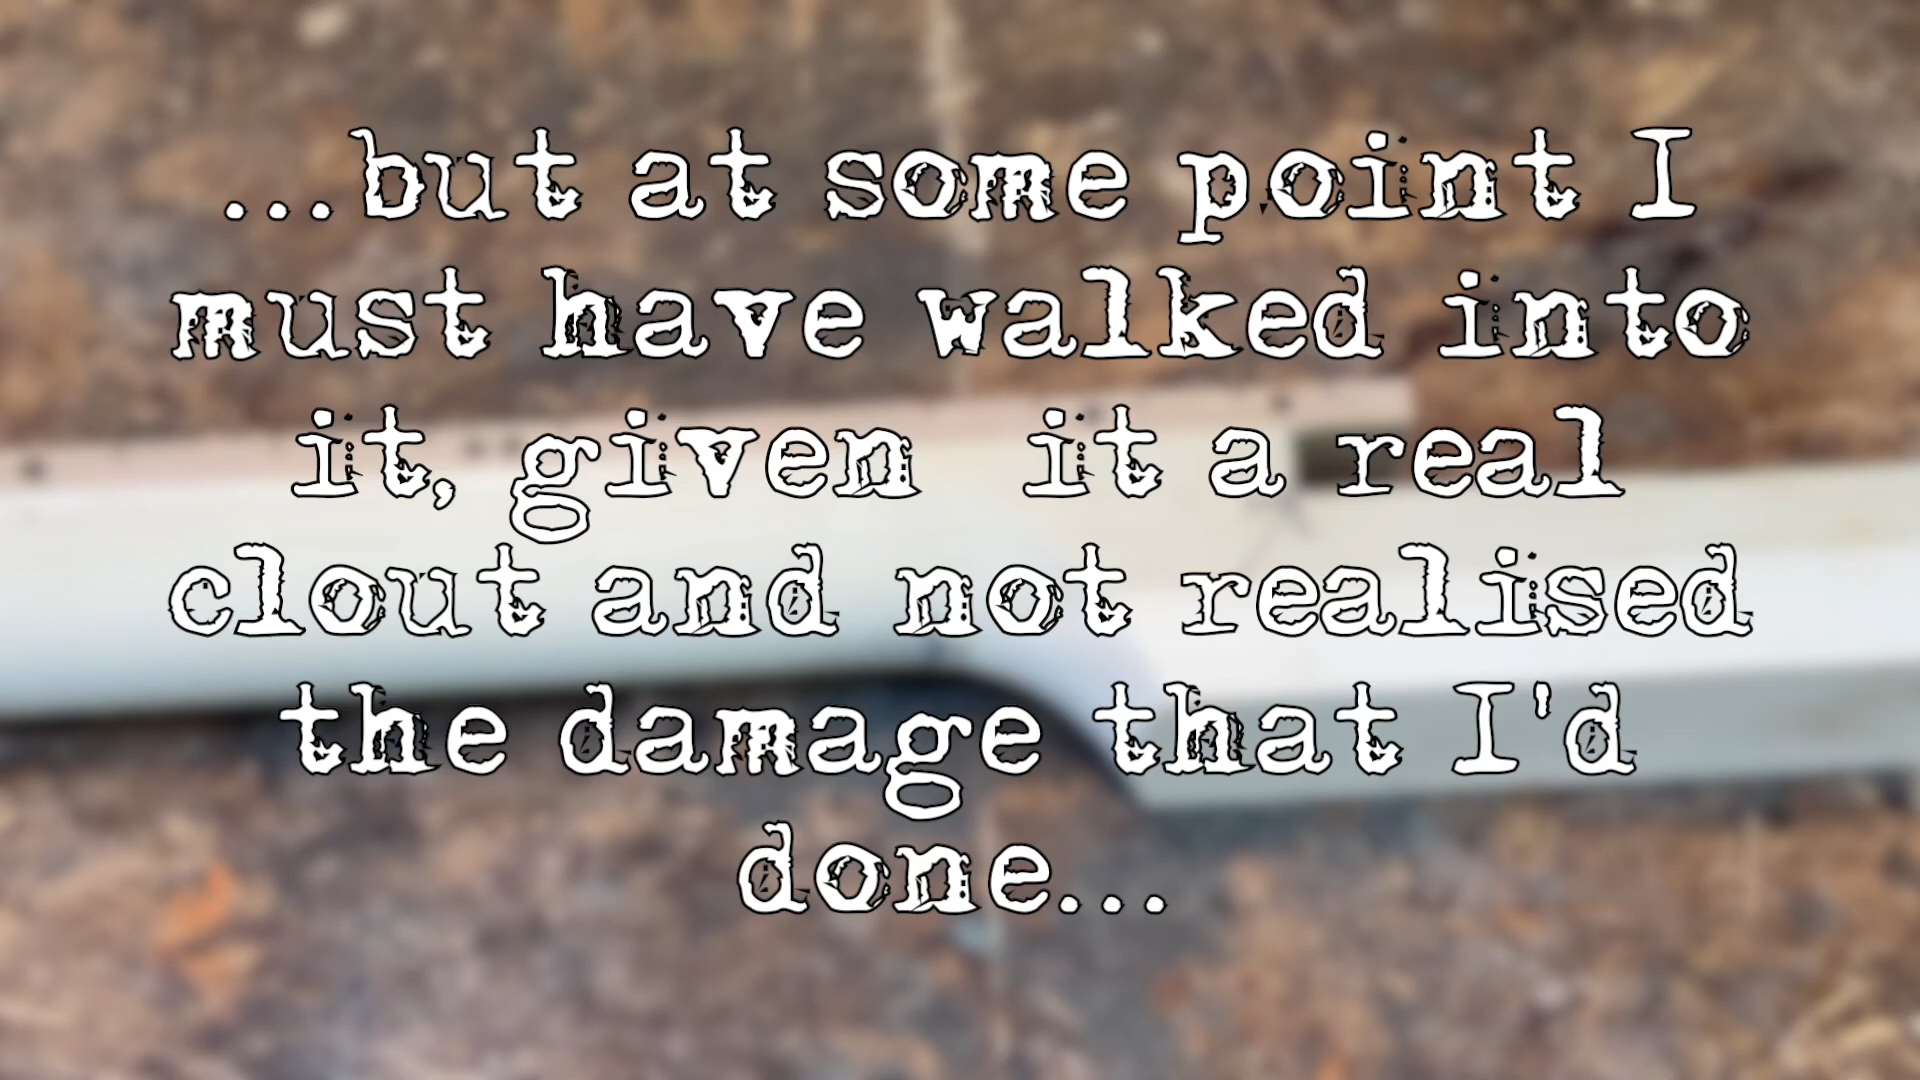 ...but at some point I
must have walked into
it, given  it a real
clout and not realised
the damage that I'd
done...